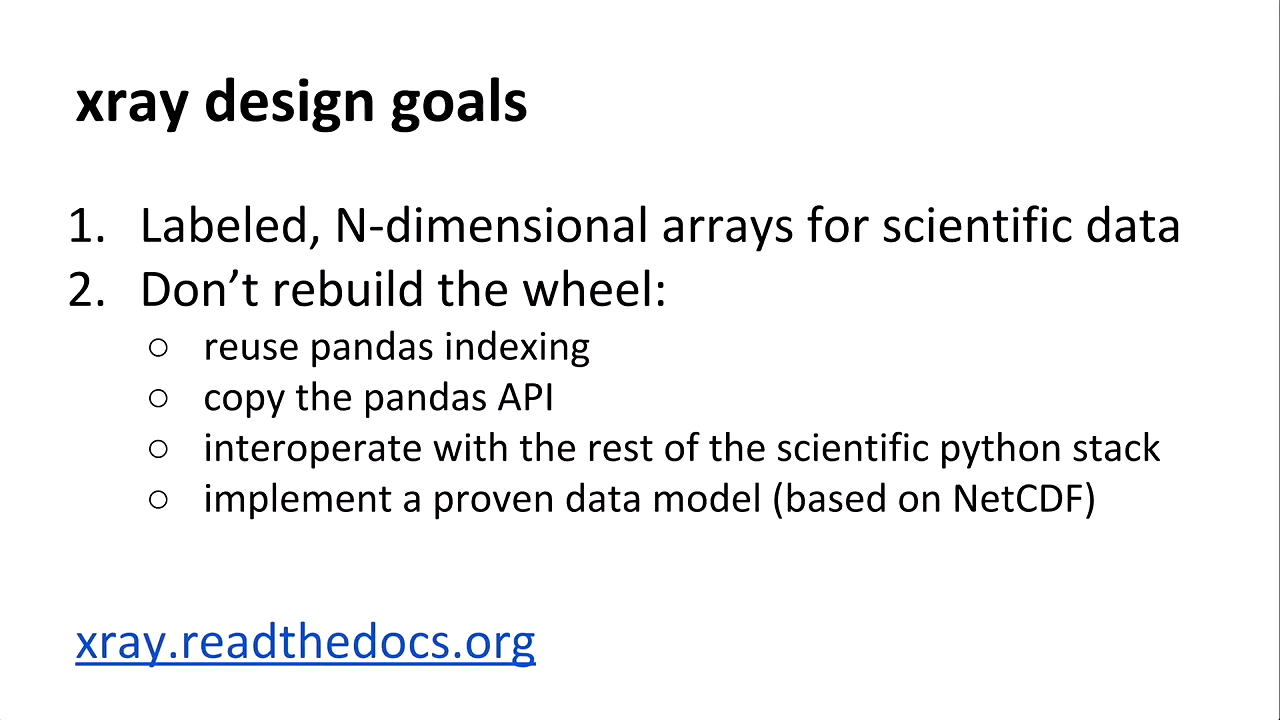 xray design goals
1. Labeled, N-dimensional arrays for scientific data
2. Don’t rebuild the wheel:
○ reuse pandas indexing
○ copy the pandas API
○ interoperate with the rest of the scientific python stack
○ implement a proven data model (based on NetCDF)
xray.readthedocs.org